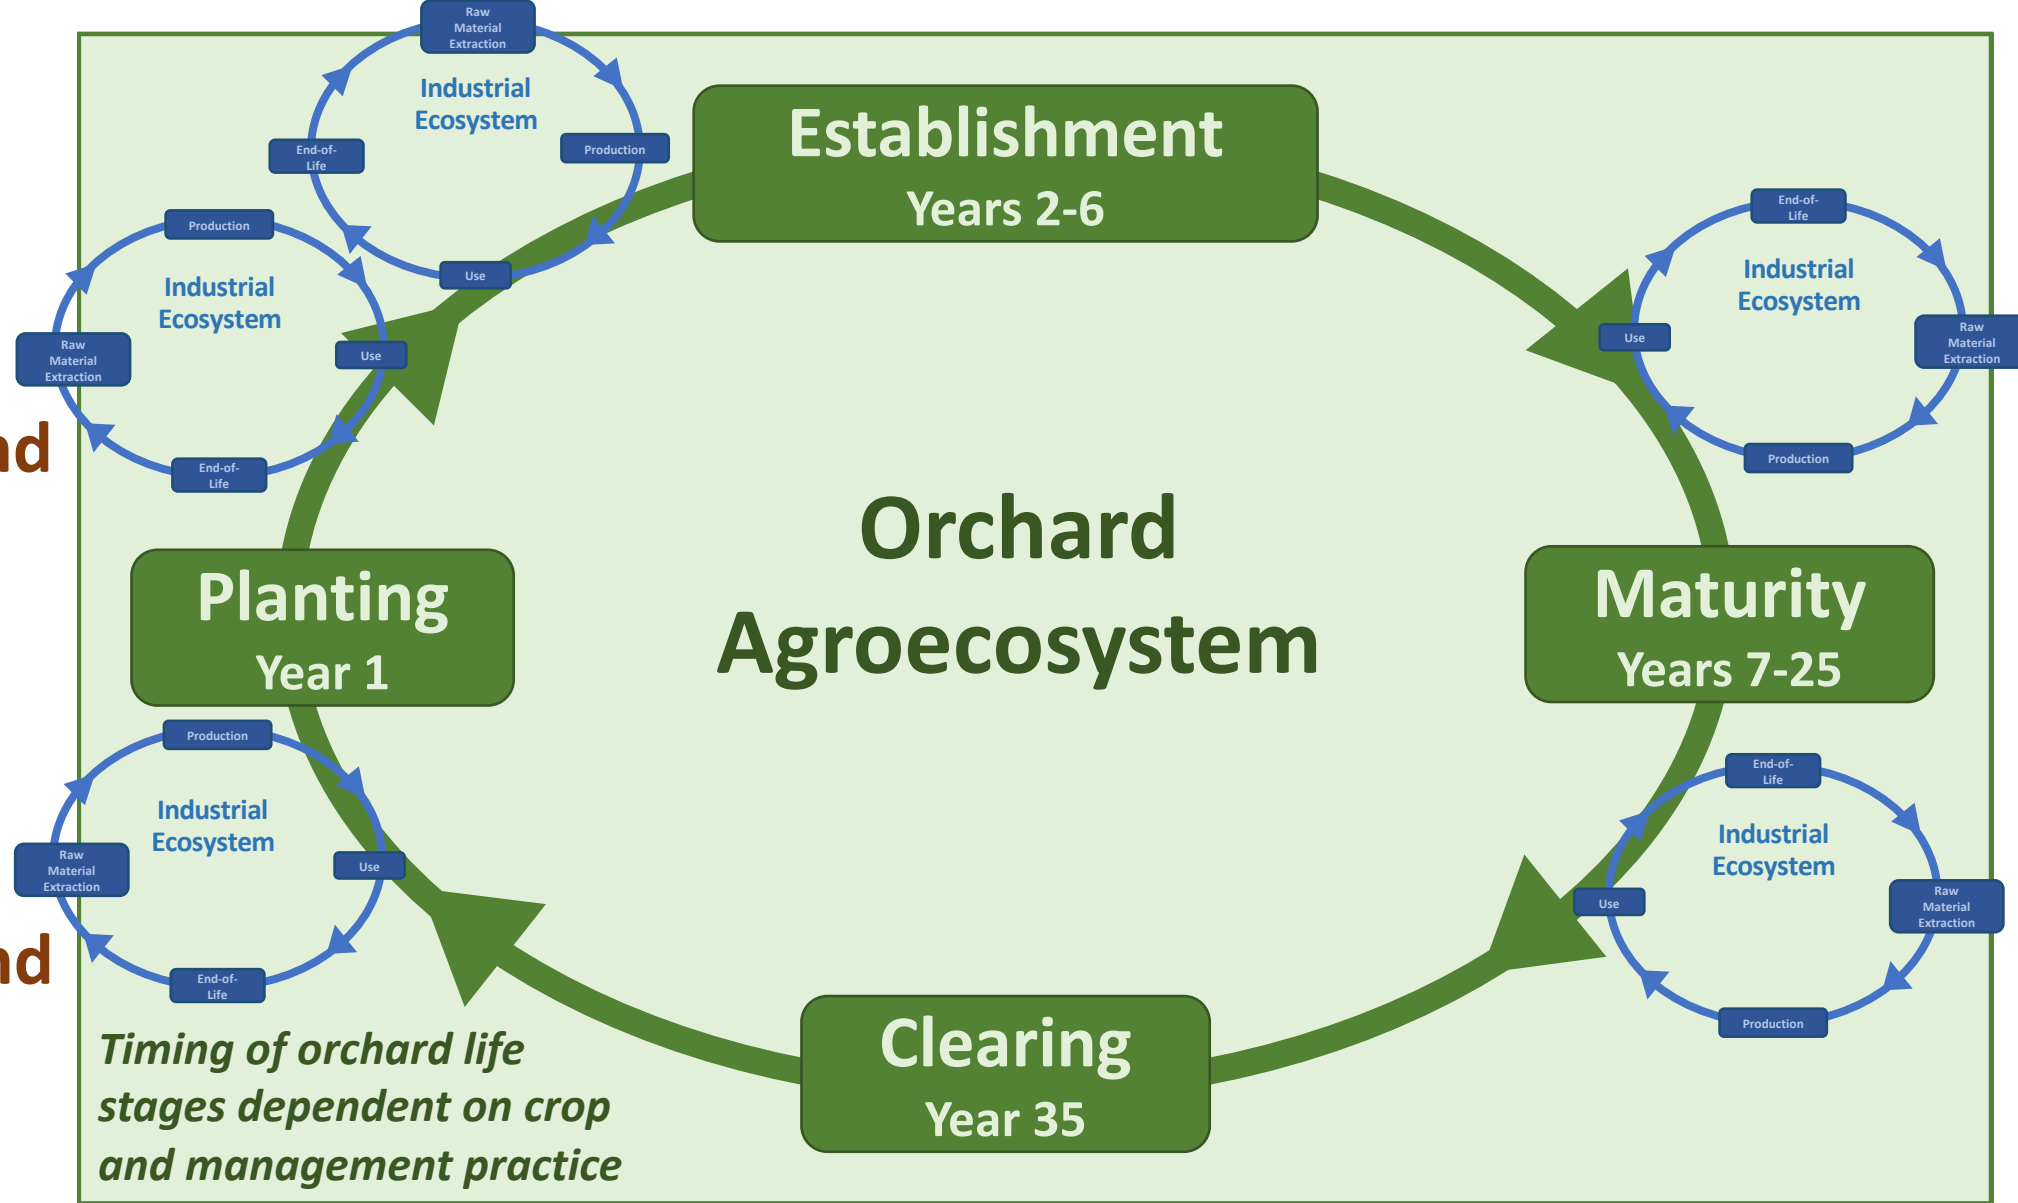 Raw
Material
Extraction
Industrial
Ecosystem
End-of-
Life
Production
Use
Establishment
Years 2-6
Production
Industrial
Ecosystem
Raw
Material
Extraction
Use
End-of-
Life
End-of-
Life
Industrial
Ecosystem
Use
Raw
Material
Extraction
Production
nd
Orchard
Agroecosystem
Planting
Year 1
Maturity
Years 7-25
Production
Industrial
Ecosystem
Raw
Material
Extraction
Use
End-of-
Life
End-of-
Life
Industrial
Ecosystem
Use
Raw
Material
Extraction
Production
nd
Clearing
Year 35
Timing of orchard life
stages dependent on crop
and management practice